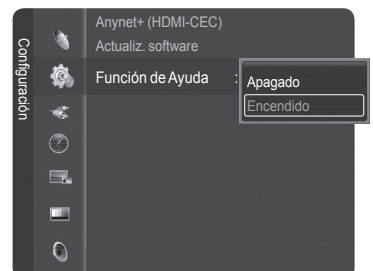 Configuración
Anynet+ (HDMI-CEC)
Actualiz. software
Función de Ayuda :
Apagado
Encendido